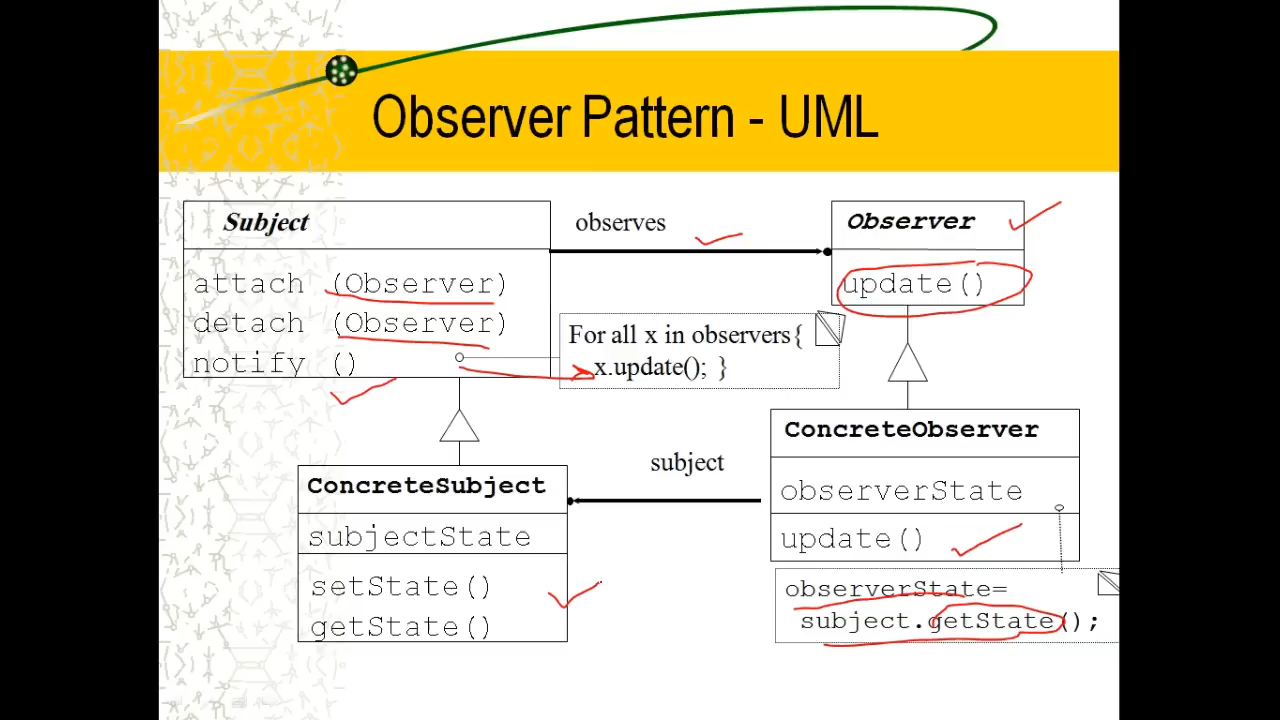 Observer Pattern - UML
Subject
attach (Observer)
detach (Observer)
notify ()
observes
Observer
update()
For all x in observers{
x.update(); }
ConcreteSubject
subjectState
setState()
getState()
subject
ConcreteObserver
observerState
update()
observerState=
subject.getState();